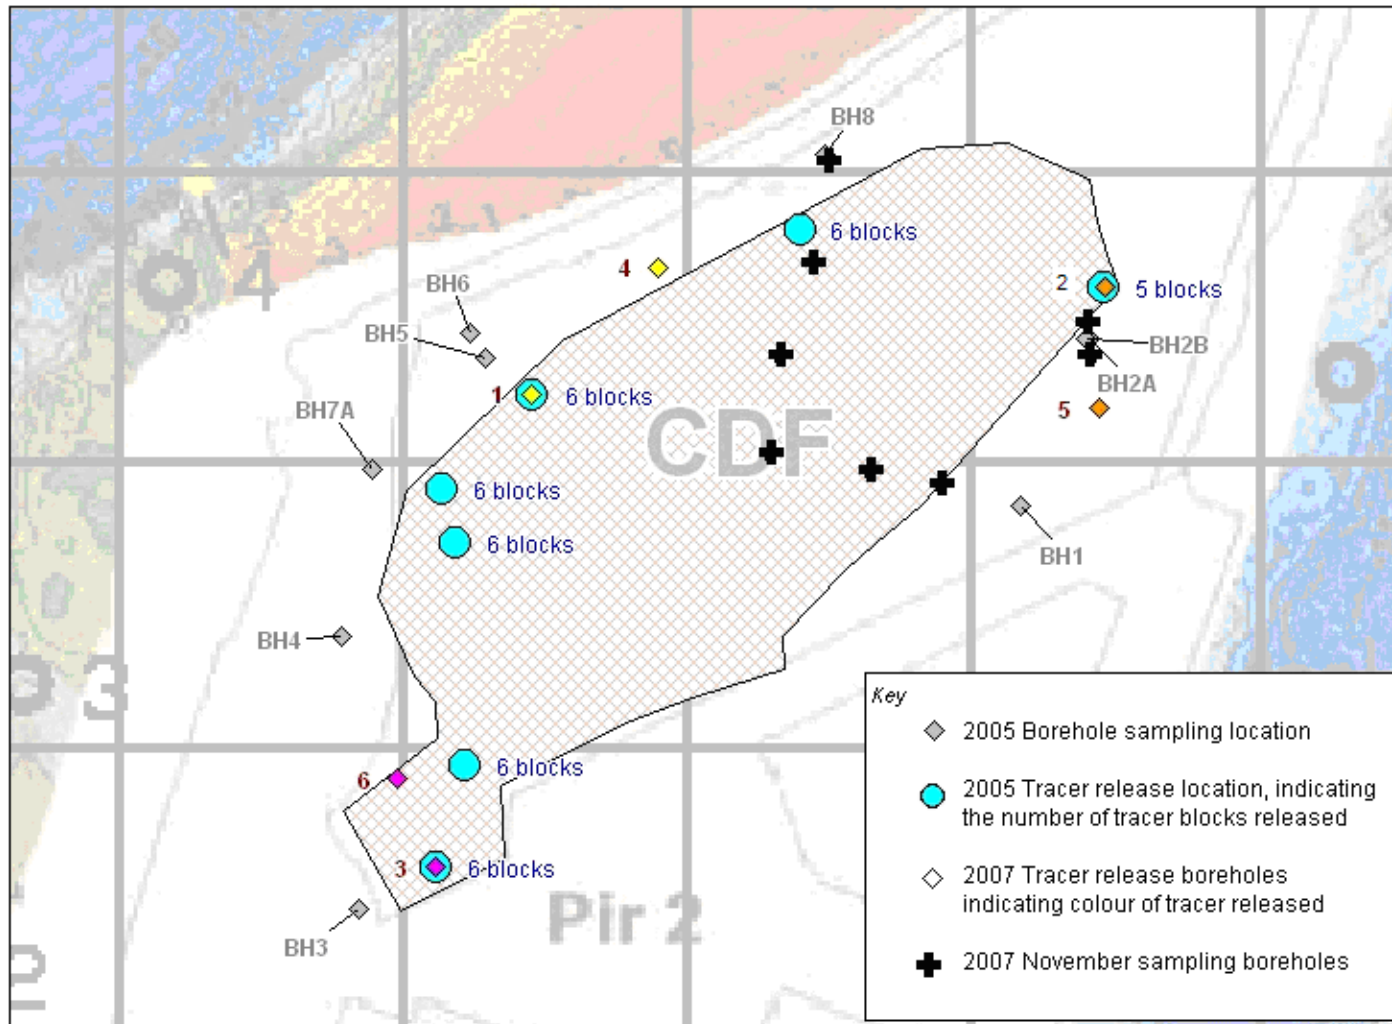 BH8
6 blocks
4
4
2
5 blocks
BH6
BH5
BH2B
BH2A
1
6 blocks
5
BH7A
CDF
6 blocks
6 blocks
BH1
BH4
3
6
6 blocks
3
6 blocks
Pir 2
BH3
2
Key
2005 Borehole sampling location
2005 Tracer release location, indicating
the number of tracer blocks released
2007 Tracer release boreholes
indicating colour of tracer released
2007 November sampling boreholes